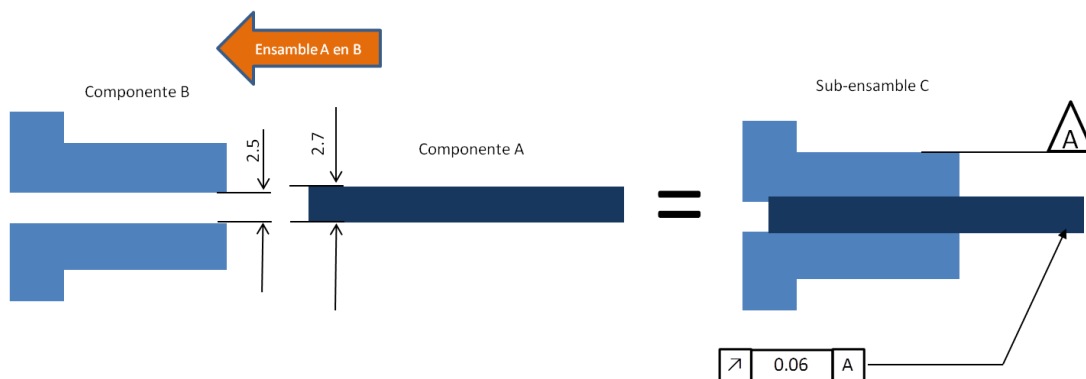 Ensamble A en B
Componente B
Sub-ensamble C
2.5
2.7
Componente A
A
=
↗ 0.06 A